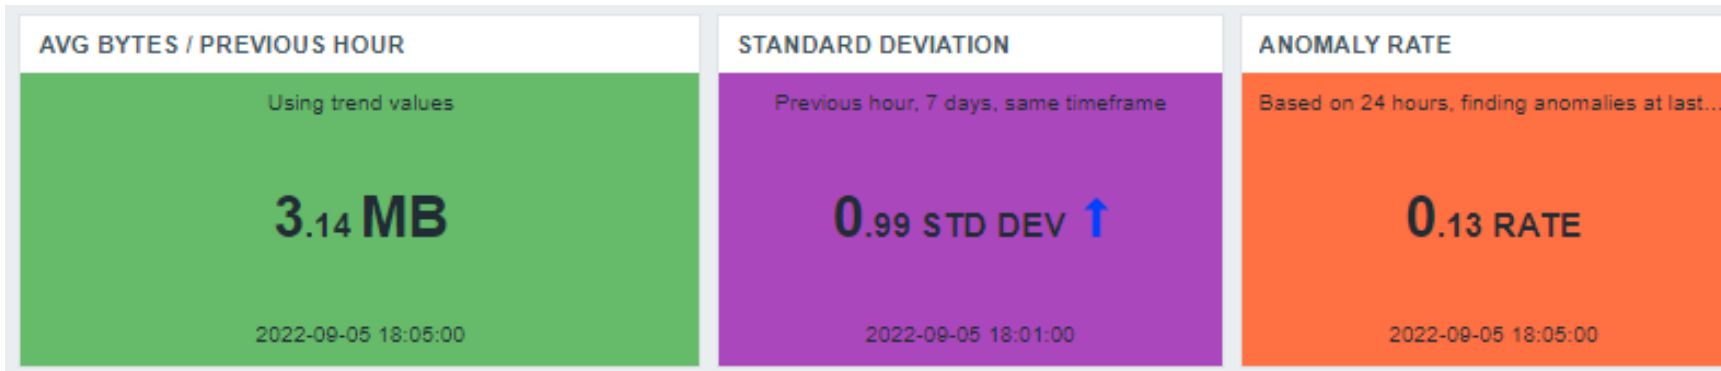 AVG BYTES / PREVIOUS HOUR
Using trend values
3.14 MB
2022-09-05 18:05:00
STANDARD DEVIATION
Previous hour, 7 days, same timeframe
0.99 STD DEV ↑
2022-09-05 18:01:00
ANOMALY RATE
Based on 24 hours, finding anomalies at last...
0.13 RATE
2022-09-05 18:05:00